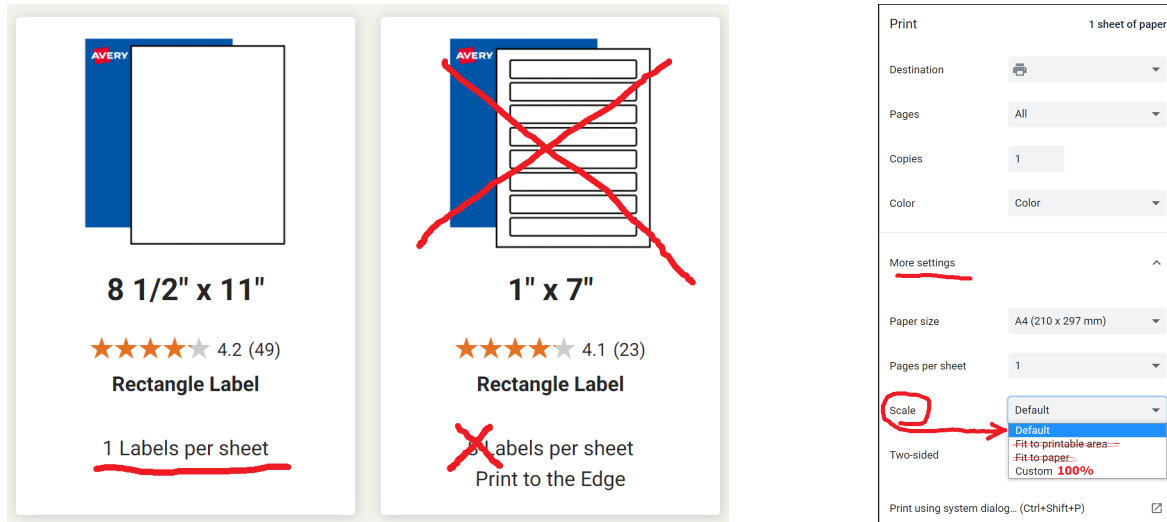 AVERY
8 1/2" x 11"
4.2 (49)
Rectangle Label
1 Labels per sheet
AVERY
1" x 7"
4.1 (23)
Rectangle Label
8 Labels per sheet
Print to the Edge
Print 1 sheet of paper
Destination
Pages All
Copies 1
Color Color
More settings
Paper size A4 (210 x 297 mm)
Pages per sheet 1
Scale Default
Default
Fit to printable area
Two-sided
Fit to paper
Custom 100%
Print using system dialog... (Ctrl+Shift+P)